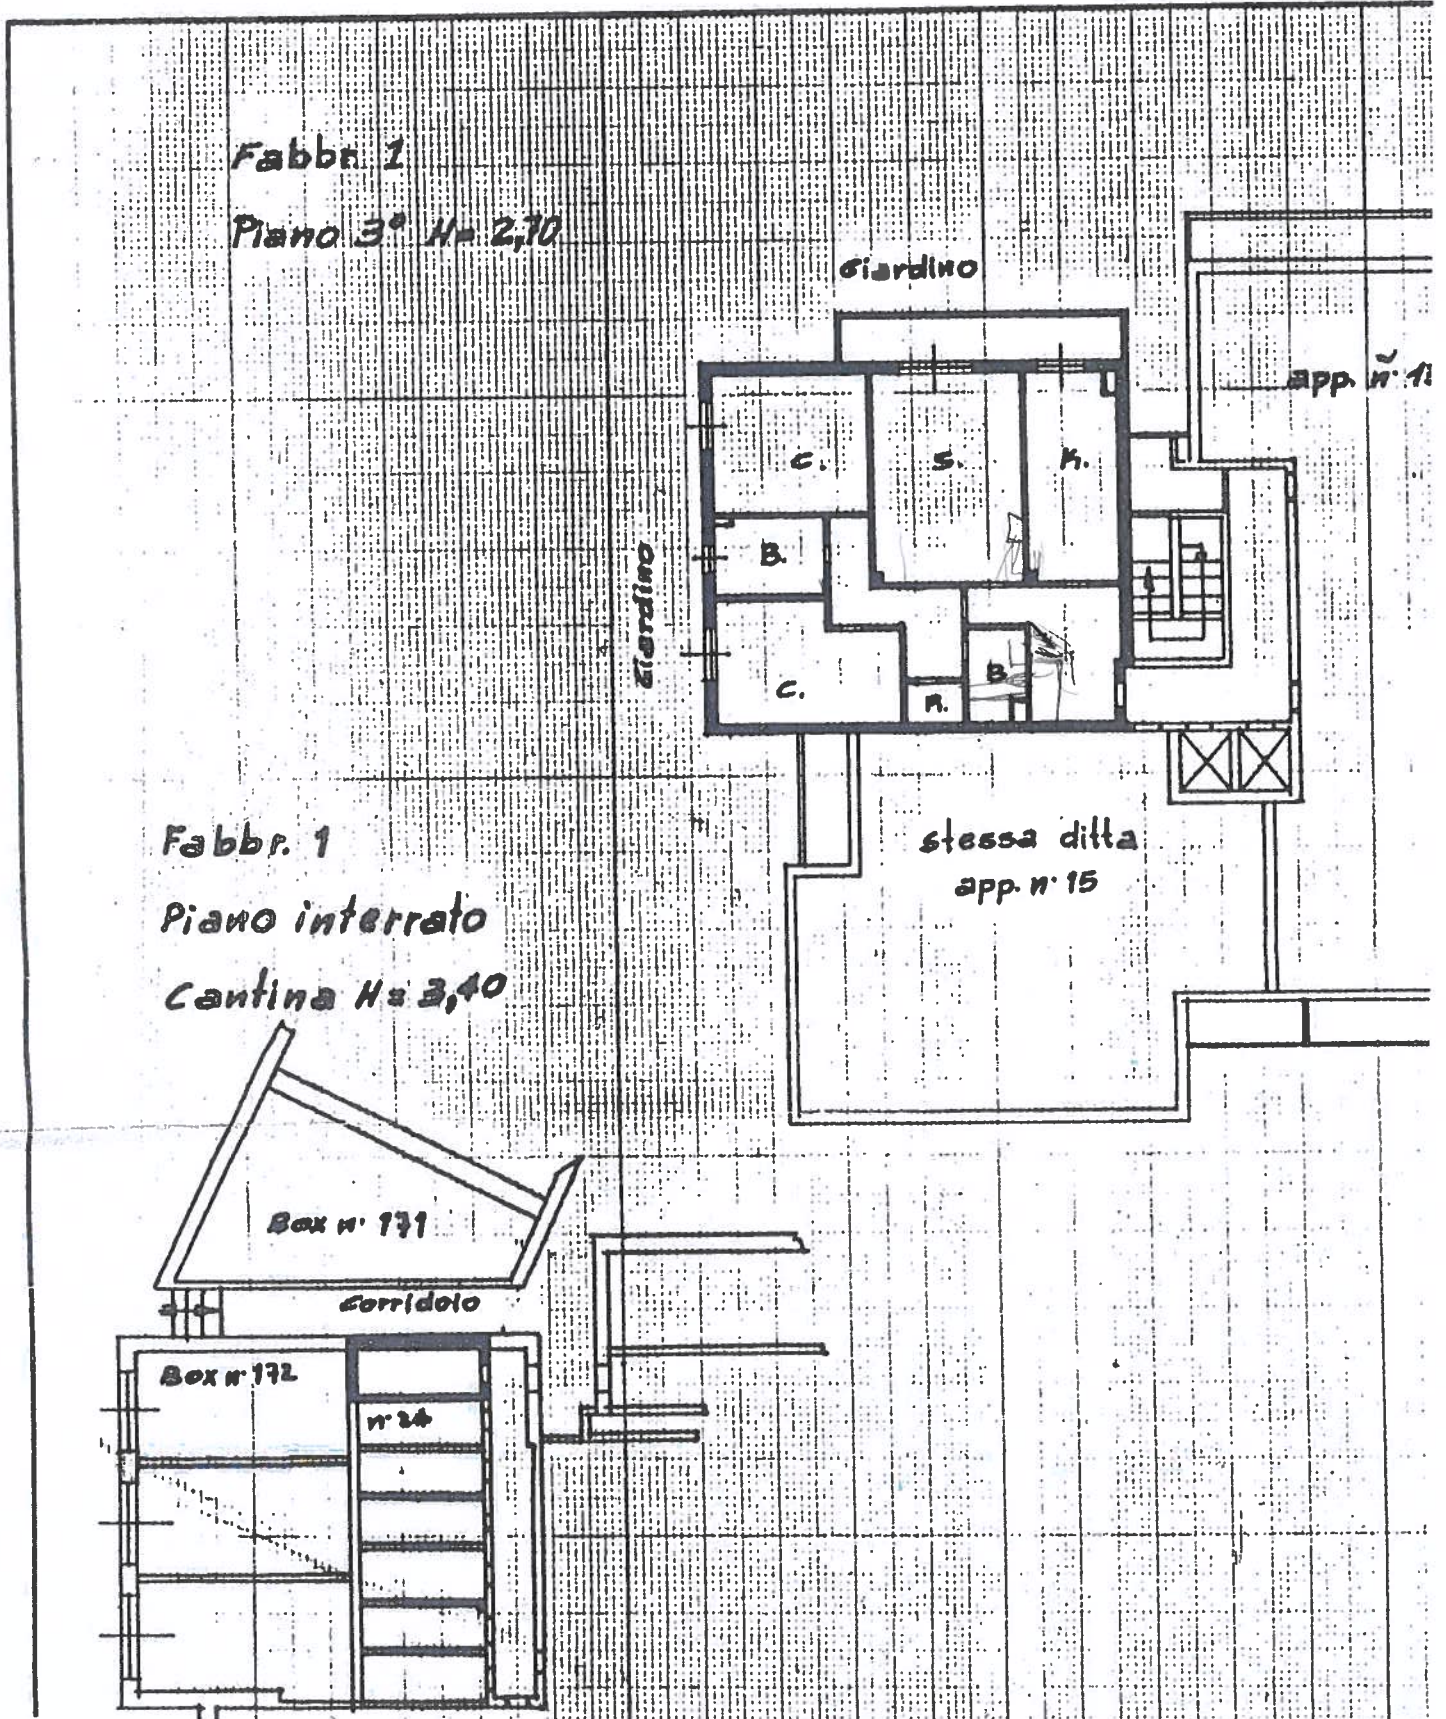 Fabbr. 1
Piano 3° H= 2,70
Giardino
app. n°
C.
S.
K.
Giardino
B.
C.
R.
B.
stessa ditta
app. n° 15
Fabbr. 1
Piano interrato
Cantina H= 3,40
Box n° 171
Corridoio
Box n° 172
n° 24